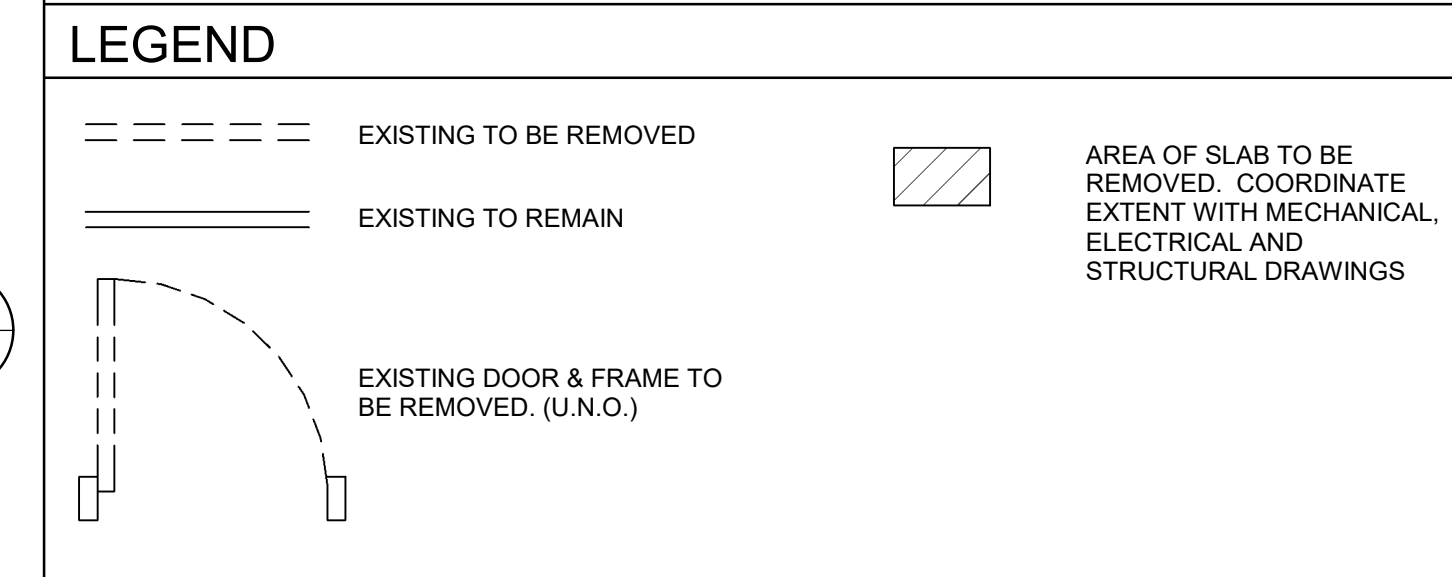 LEGEND
EXISTING TO BE REMOVED
EXISTING TO REMAIN
EXISTING DOOR & FRAME TO
BE REMOVED. (U.N.O.)
AREA OF SLAB TO BE
REMOVED.  COORDINATE
EXTENT WITH MECHANICAL,
ELECTRICAL AND
STRUCTURAL DRAWINGS